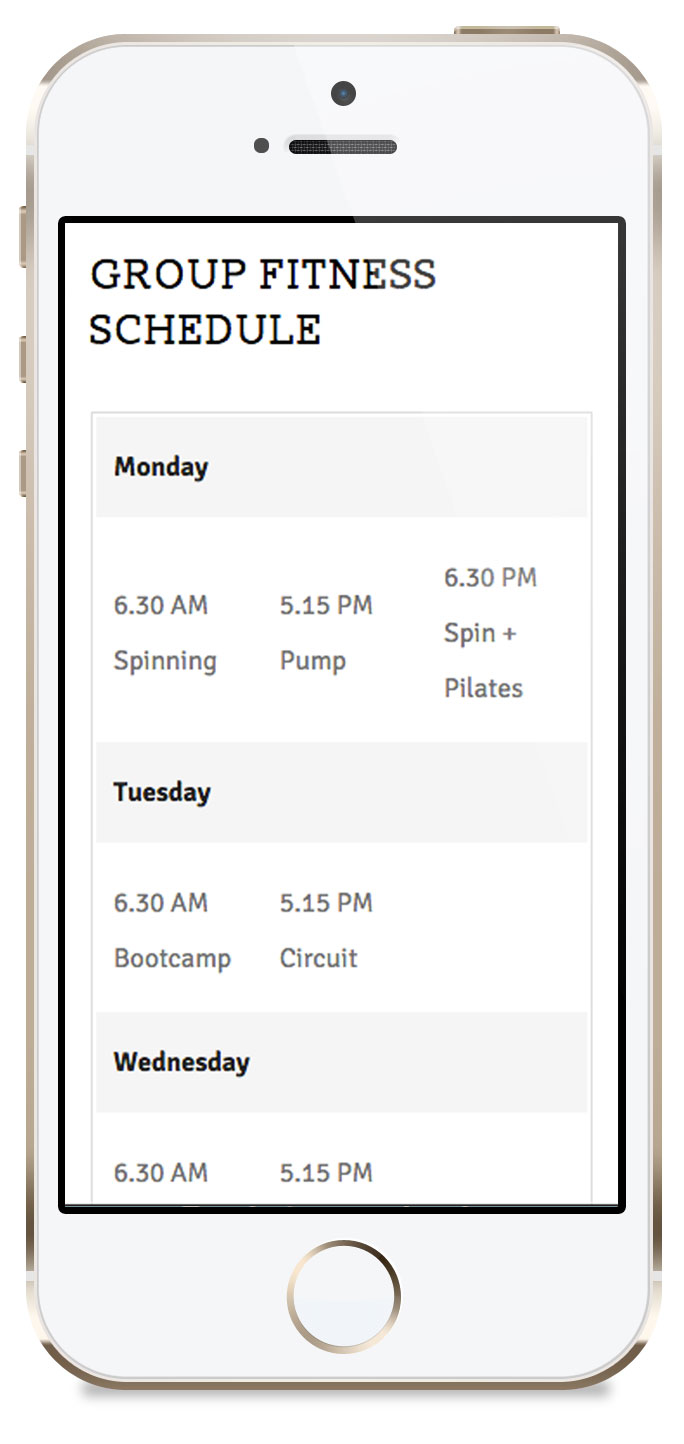 GROUP FITNESS
SCHEDULE
Monday
6.30 AM
Spinning
5.15 PM
Pump
6.30 PM
Spin +
Pilates
Tuesday
6.30 AM
Bootcamp
5.15 PM
Circuit
Wednesday
6.30 AM
5.15 PM